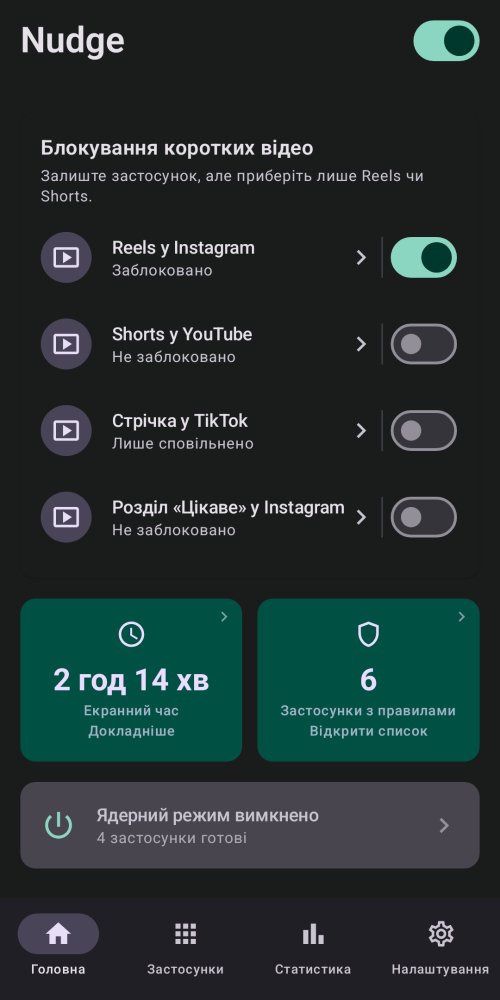 Nudge
Блокування коротких відео
Залиште застосунок, але приберіть лише Reels чи
Shorts.
Reels у Instagram
Заблоковано
Shorts у YouTube
Не заблоковано
Стрічка у TikTok
Лише сповільнено
Розділ «Цікаве» у Instagram
Не заблоковано
2 год 14 хв
Екранний час
Докладніше
6
Застосунки з правилами
Відкрити список
Ядерний режим вимкнено
4 застосунки готові
Головна
Застосунки
Статистика
Налаштування